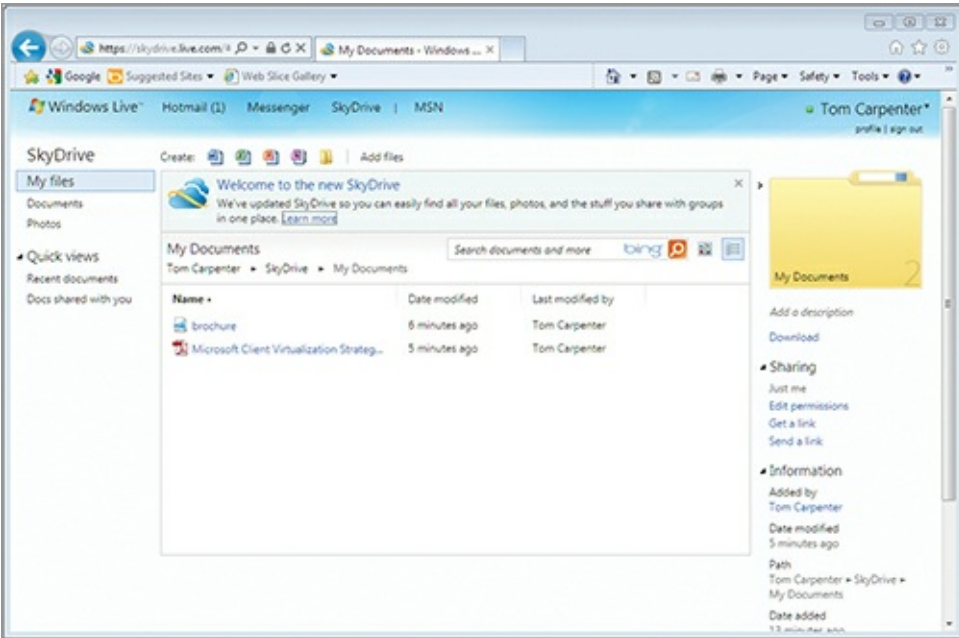 https://skydrive.live.com/
My Documents - Windows ...
Google Suggested Sites Web Slice Gallery
Page Safety Tools
Windows Live Hotmail (1) Messenger SkyDrive | MSN
Tom Carpenter
profile | sign out
SkyDrive
Create: Add files
My files
Documents
Photos
Quick views
Recent documents
Docs shared with you
Welcome to the new SkyDrive
We've updated SkyDrive so you can easily find all your files, photos, and the stuff you share with groups
in one place. Learn more
My Documents
Search documents and more bing
Tom Carpenter ▸ SkyDrive ▸ My Documents
Name Date modified Last modified by
brochure 6 minutes ago Tom Carpenter
Microsoft Client Virtualization Strateg... 5 minutes ago Tom Carpenter
My Documents 2
Add a description
Download
Sharing
Just me
Edit permissions
Get a link
Send a link
Information
Added by
Tom Carpenter
Date modified
5 minutes ago
Path
Tom Carpenter ▸ SkyDrive ▸
My Documents
Date added
13 minutes ago